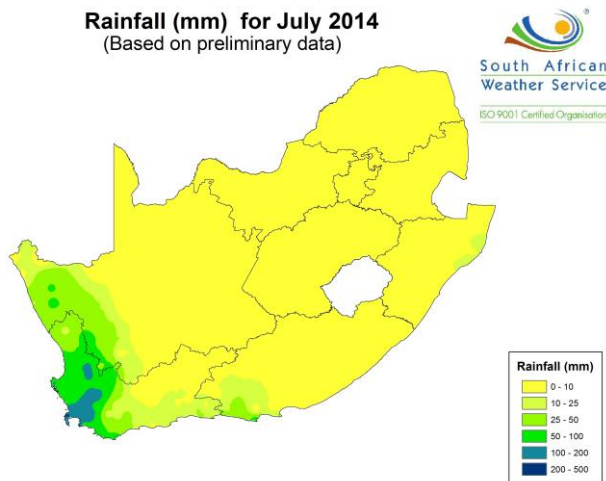 Rainfall (mm) for July 2014
(Based on preliminary data)
South African
Weather Service
ISO 9001 Certified Organisation
Rainfall (mm)
0 - 10
10 - 25
25 - 50
50 - 100
100 - 200
200 - 500